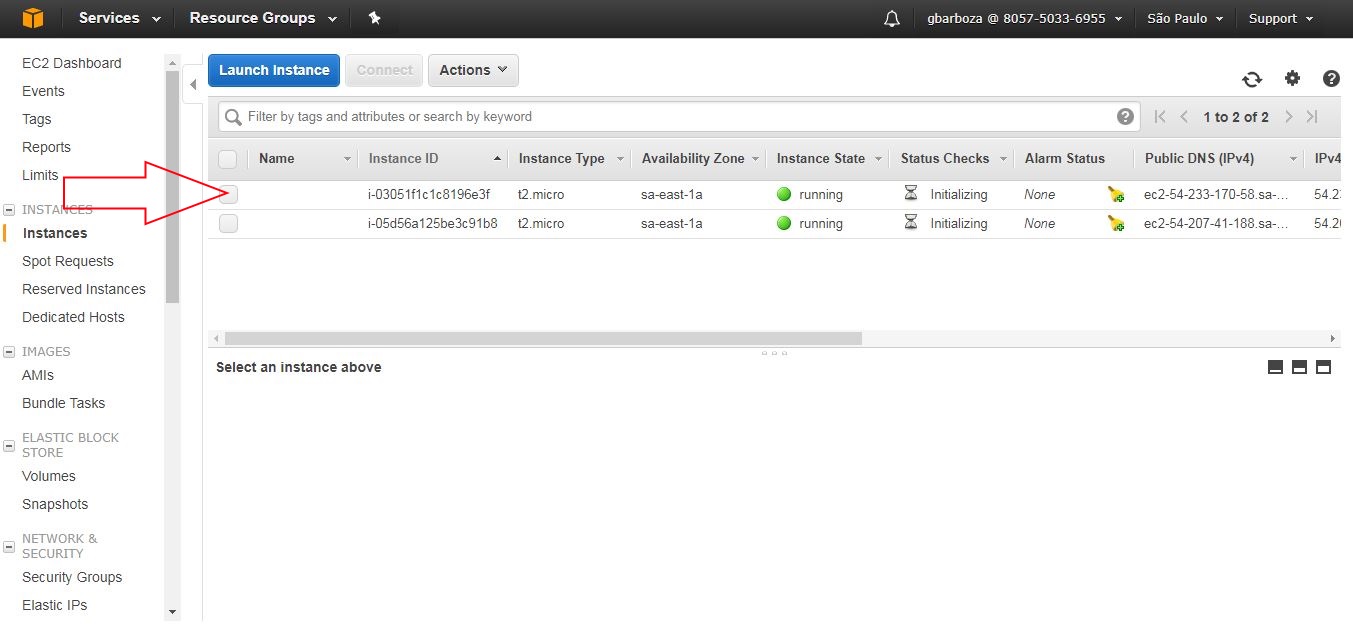 Services Resource Groups gbarboza @ 8057-5033-6955 São Paulo Support
EC2 Dashboard
Events
Tags
Reports
Limits
INSTANCES
Instances
Spot Requests
Reserved Instances
Dedicated Hosts
IMAGES
AMIs
Bundle Tasks
ELASTIC BLOCK
STORE
Volumes
Snapshots
NETWORK &
SECURITY
Security Groups
Elastic IPs
Launch Instance Connect Actions
Filter by tags and attributes or search by keyword 1 to 2 of 2
Name Instance ID Instance Type Availability Zone Instance State Status Checks Alarm Status Public DNS (IPv4) IPv4
i-03051f1c1c8196e3f t2.micro sa-east-1a running Initializing None ec2-54-233-170-58.sa-... 54.23
i-05d56a125be3c91b8 t2.micro sa-east-1a running Initializing None ec2-54-207-41-188.sa-... 54.20
Select an instance above